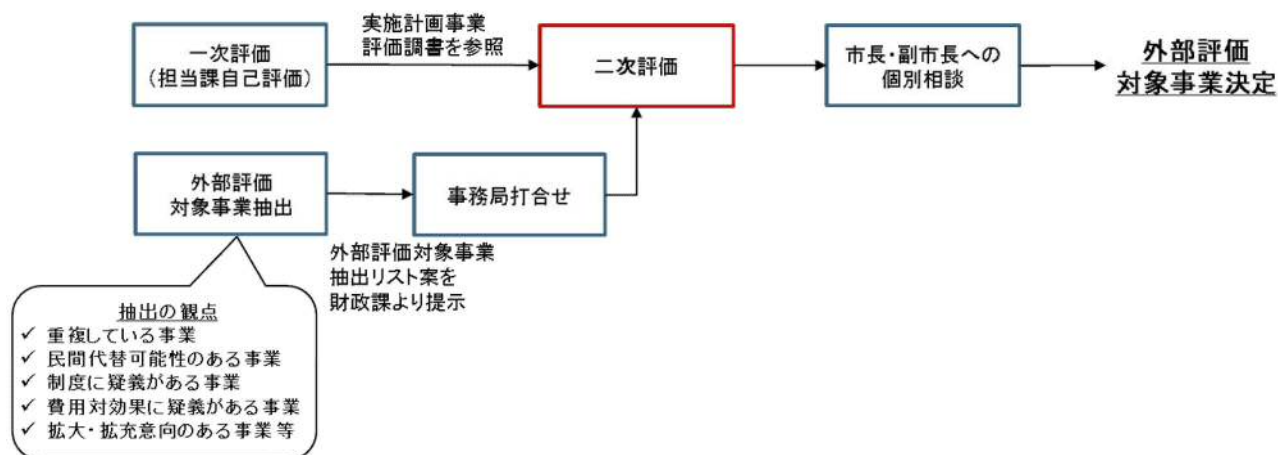 一次評価
(担当課自己評価)
実施計画事業
評価調書を参照
二次評価
市長・副市長への
個別相談
外部評価
対象事業決定
外部評価
対象事業抽出
事務局打合せ
外部評価対象事業
抽出リスト案を
財政課より提示
抽出の観点
✓ 重複している事業
✓ 民間代替可能性のある事業
✓ 制度に疑義がある事業
✓ 費用対効果に疑義がある事業
✓ 拡大・拡充意向のある事業等